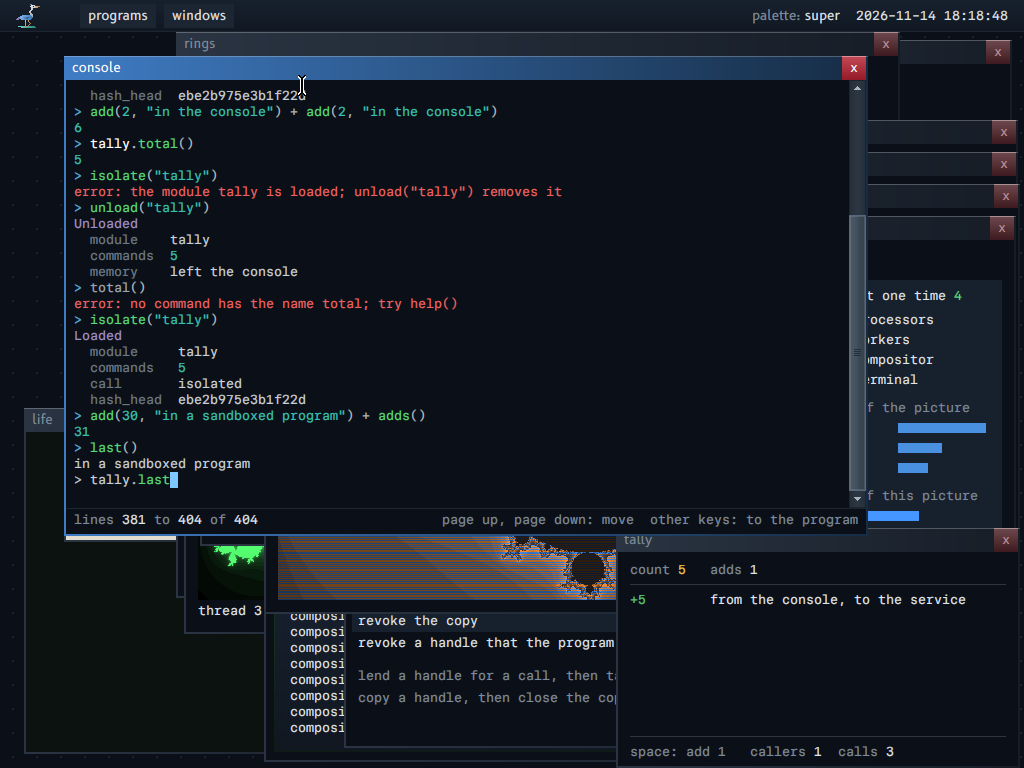 programs windows palette: super 2026-11-14 18:18:48
rings x
x
console x
hash_head ebe2b975e3b1f22d
> add(2, "in the console") + add(2, "in the console")
6
> tally.total()
5
> isolate("tally")
error: the module tally is loaded; unload("tally") removes it
> unload("tally")
Unloaded
module tally
commands 5
memory left the console
> total()
error: no command has the name total; try help()
> isolate("tally")
Loaded
module tally
commands 5
call isolated
hash_head ebe2b975e3b1f22d
> add(30, "in a sandboxed program") + adds()
31
> last()
in a sandboxed program
> tally.last
lines 381 to 404 of 404 page up, page down: move other keys: to the program
x
x
x
x
t one time 4
rocessors
rkers
mpositor
erminal
f the picture
f this picture
life
thread 3
composi
composi
composi
composi
composi
composi
composi
composi
revoke the copy
revoke a handle that the program
lend a handle for a call, then t
copy a handle, then close the co
tally x
count 5 adds 1
+5 from the console, to the service
space: add 1 callers 1 calls 3